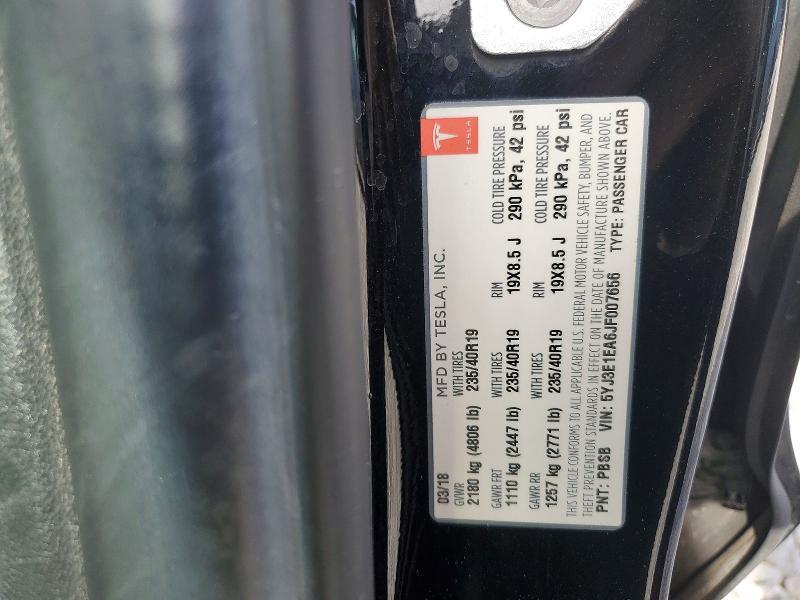 03/18 MFD BY TESLA, INC. TESLA
GVWR WITH TIRES
2180 kg (4806 lb) 235/40R19
GAWR FRT WITH TIRES RIM COLD TIRE PRESSURE
1110 kg (2447 lb) 235/40R19 19X8.5 J 290 kPa, 42 psi
GAWR RR WITH TIRES RIM COLD TIRE PRESSURE
1257 kg (2771 lb) 235/40R19 19X8.5 J 290 kPa, 42 psi
THIS VEHICLE CONFORMS TO ALL APPLICABLE U.S. FEDERAL MOTOR VEHICLE SAFETY, BUMPER, AND
THEFT PREVENTION STANDARDS IN EFFECT ON THE DATE OF MANUFACTURE SHOWN ABOVE.
PNT: PBSB VIN: 5YJ3E1EA6JF007656 TYPE: PASSENGER CAR